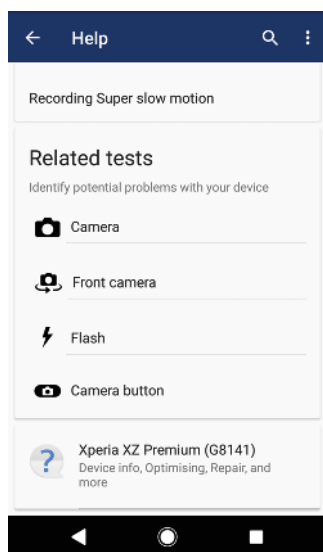 Help
Recording Super slow motion
Related tests
Identify potential problems with your device
Camera
Front camera
Flash
Camera button
Xperia XZ Premium (G8141)
Device info, Optimising, Repair, and
more